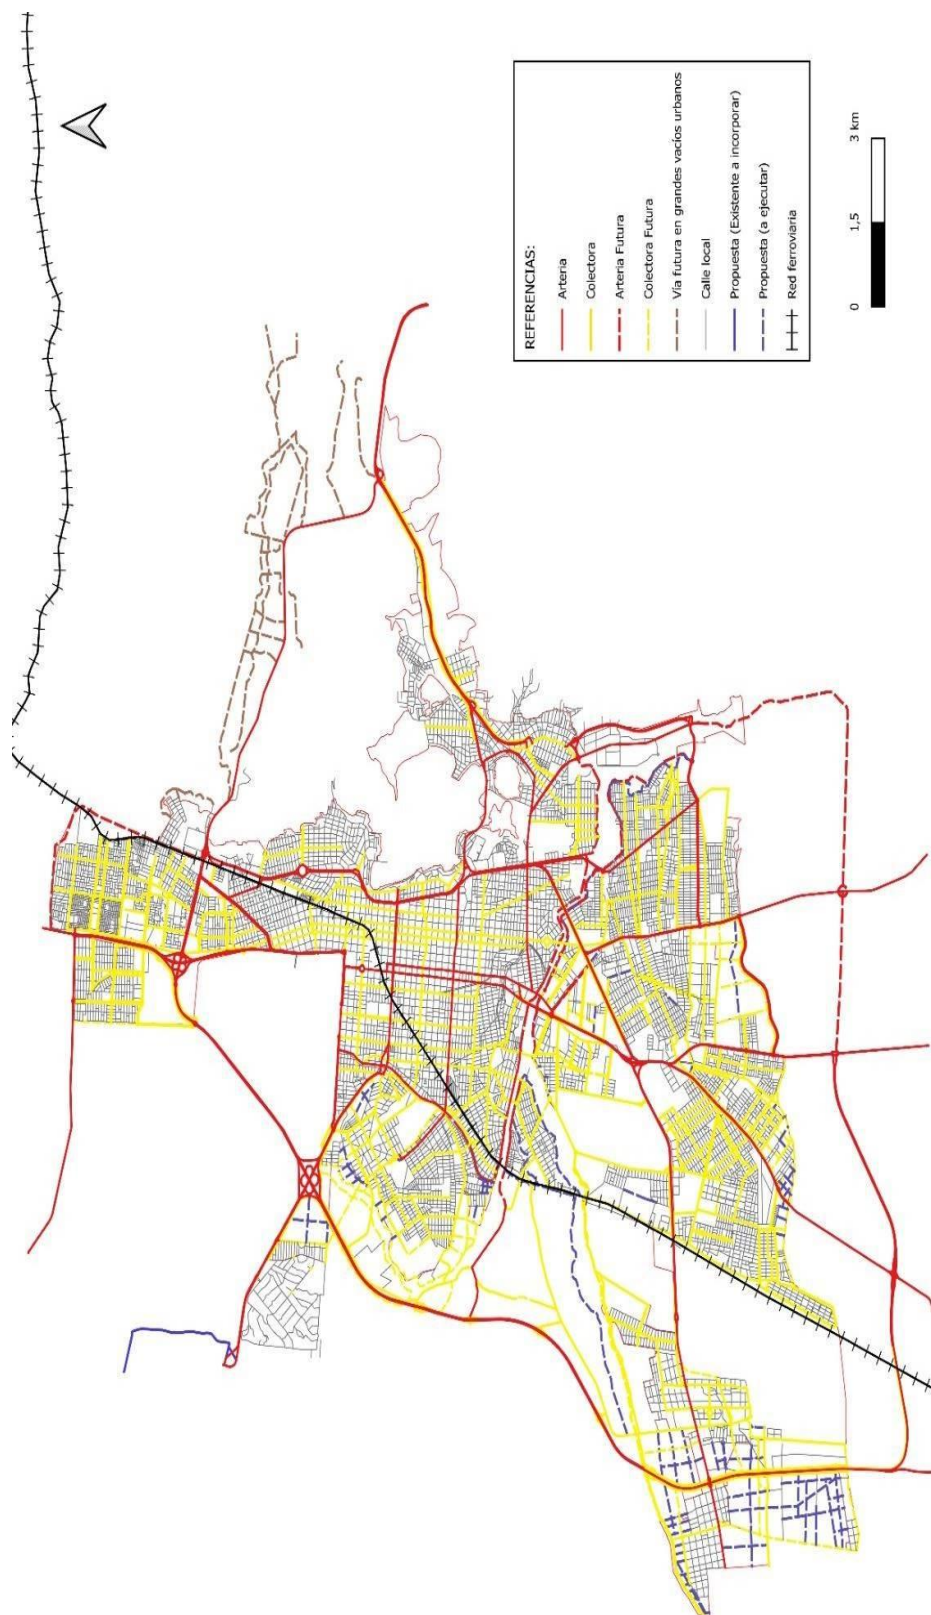 REFERENCIAS:
Arteria
Colectora
Arteria Futura
Colectora Futura
Vía futura en grandes vacíos urbanos
Calle local
Propuesta (Existente a incorporar)
Propuesta (a ejecutar)
Red ferroviaria
0 1,5 3 km